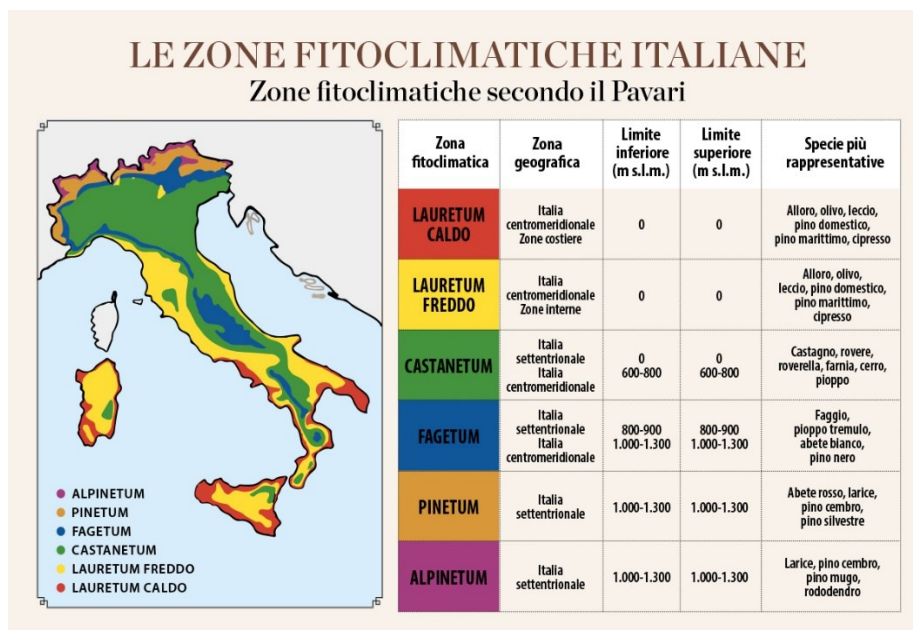 LE ZONE FITOCLIMATICHE ITALIANE
Zone fitoclimatiche secondo il Pavari
ALPINETUM
PINETUM
FAGETUM
CASTANETUM
LAURETUM FREDDO
LAURETUM CALDO
Zona
fitoclimatica
Zona
geografica
Limite
inferiore
(m s.l.m.)
Limite
superiore
(m s.l.m.)
Specie più
rappresentative
LAURETUM
CALDO
Italia
centromeridionale
Zone costiere
0
0
Alloro, olivo, leccio,
pino domestico,
pino marittimo, cipresso
LAURETUM
FREDDO
Italia
centromeridionale
Zone interne
0
0
Alloro, olivo,
leccio, pino domestico,
pino marittimo,
cipresso
CASTANETUM
Italia
settentrionale
Italia
centromeridionale
0
600-800
0
600-800
Castagno, rovere,
roverella, farnia, cerro,
pioppo
FAGETUM
Italia
settentrionale
Italia
centromeridionale
800-900
1.000-1.300
800-900
1.000-1.300
Faggio,
pioppo tremulo,
abete bianco,
pino nero
PINETUM
Italia
settentrionale
1.000-1.300
1.000-1.300
Abete rosso, larice,
pino cembro,
pino silvestre
ALPINETUM
Italia
settentrionale
1.000-1.300
1.000-1.300
Larice, pino cembro,
pino mugo,
rododendro